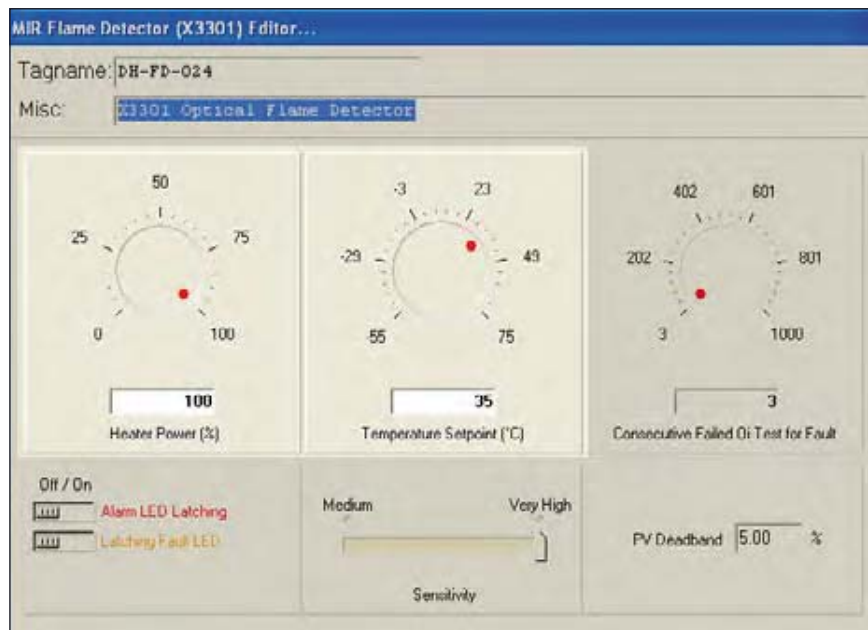 MIR Flame Detector (X3301) Editor...
Tagname: DH-FD-024
Misc: X3301 Optical Flame Detector
50
25 75
0 100
100
Heater Power (%)
-3 23
-29 49
-55 75
35
Temperature Setpoint (°C)
402 601
202 801
3 1000
3
Consecutive Failed Oi Test for Fault
Off / On
Alarm LED Latching
Latching Fault LED
Medium Very High
Sensitivity
PV Deadband 5.00 %